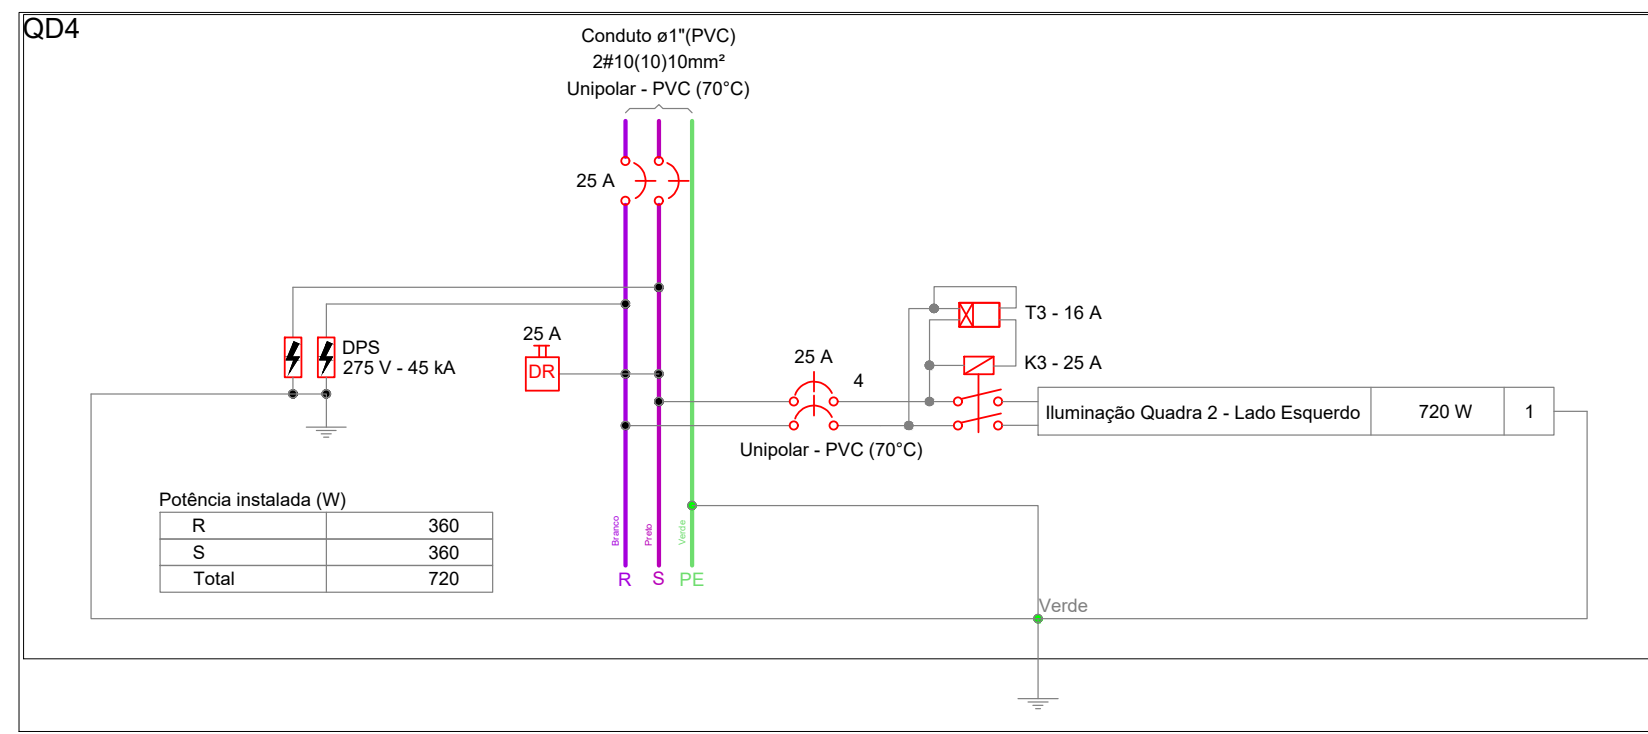 QD4
Conduto ø1"(PVC)
2#10(10)10mm²
Unipolar - PVC (70°C)
25 A
DPS
275 V - 45 kA
25 A
DR
25 A
4
Unipolar - PVC (70°C)
T3 - 16 A
K3 - 25 A
Iluminação Quadra 2 - Lado Esquerdo 720 W 1
Potência instalada (W)
R 360
S 360
Total 720
Branco
Preto
Verde
R S PE
Verde